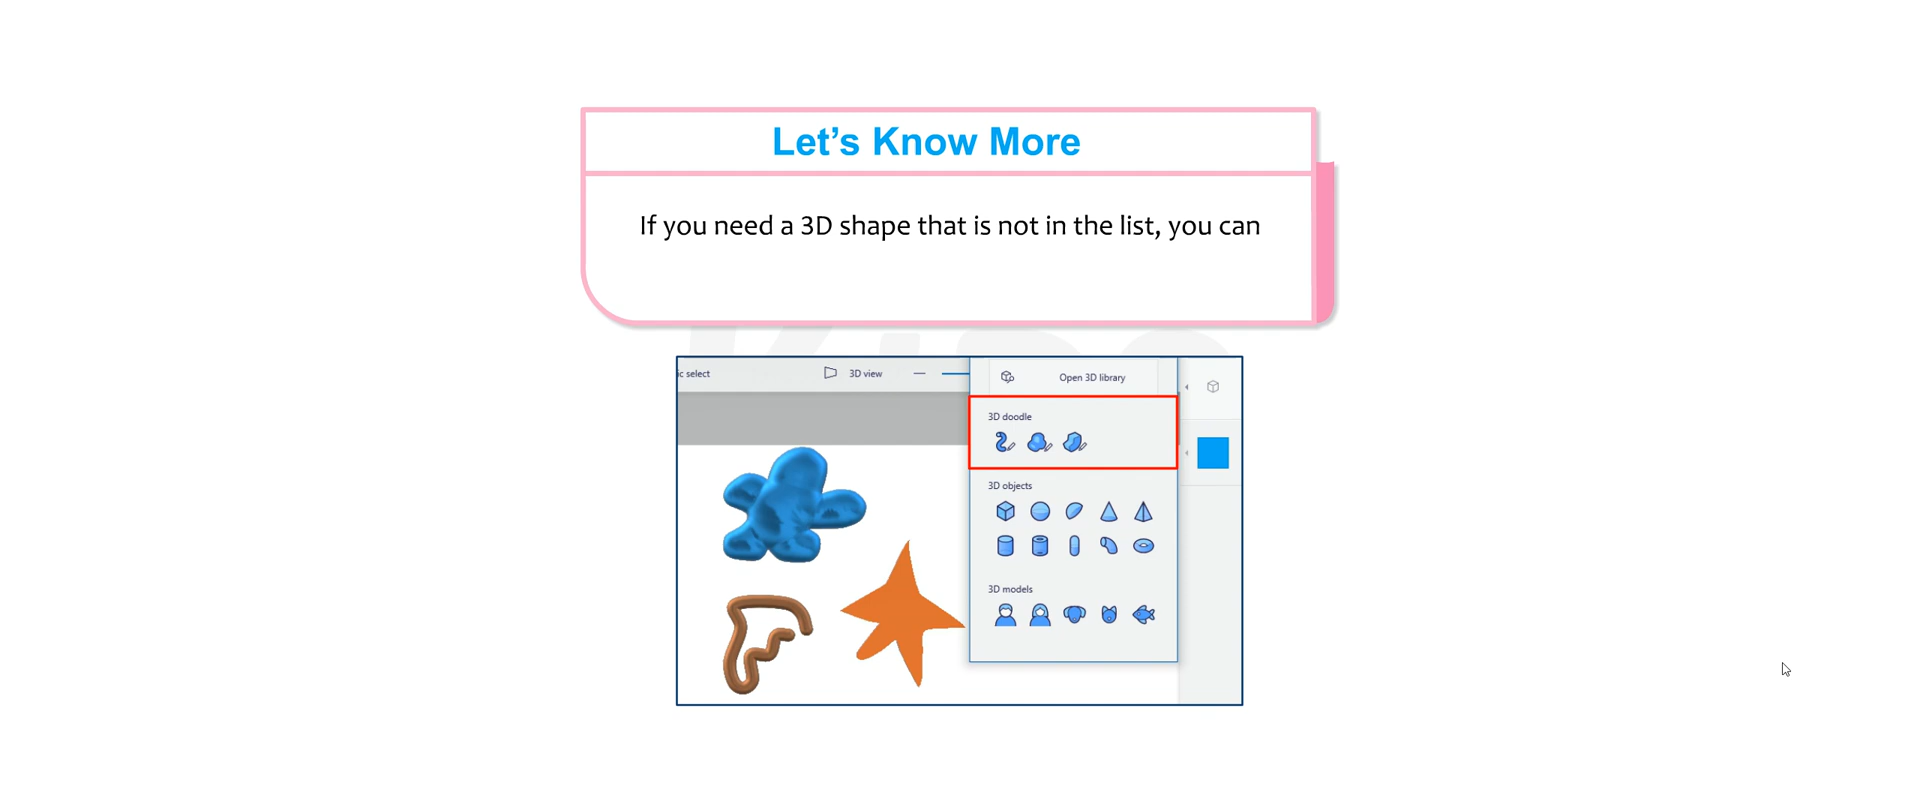 Let’s Know More
If you need a 3D shape that is not in the list, you can
ic select
3D view
Open 3D library
3D doodle
3D objects
3D models